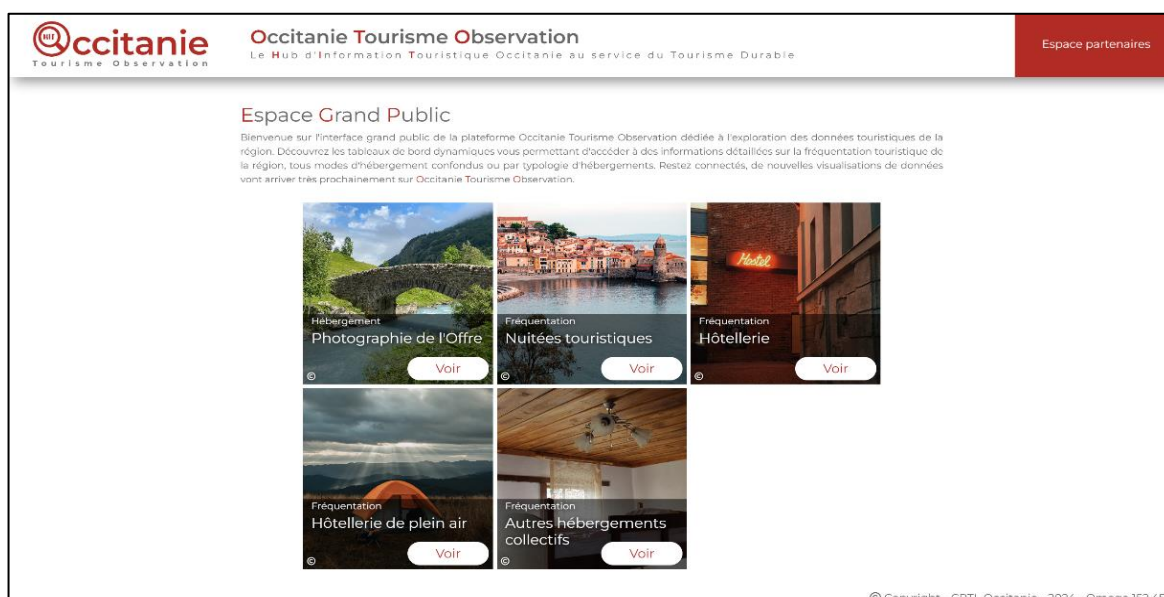 HIT
Occitanie
Tourisme Observation
Occitanie Tourisme Observation
Le Hub d'Information Touristique Occitanie au service du Tourisme Durable
Espace partenaires
Espace Grand Public
Bienvenue sur l'interface grand public de la plateforme Occitanie Tourisme Observation dédiée à l'exploration des données touristiques de la
région. Découvrez les tableaux de bord dynamiques vous permettant d'accéder à des informations détaillées sur la fréquentation touristique de
la région, tous modes d'hébergement confondus ou par typologie d'hébergements. Restez connectés, de nouvelles visualisations de données
vont arriver très prochainement sur Occitanie Tourisme Observation.
Hostel
Hébergement
Photographie de l'Offre
Voir
©
Fréquentation
Nuitées touristiques
Voir
©
Fréquentation
Hôtellerie
Voir
©
Fréquentation
Hôtellerie de plein air
Voir
©
Fréquentation
Autres hébergements
collectifs
Voir
©
© Copyright - CRTL Occitanie - 2024 -